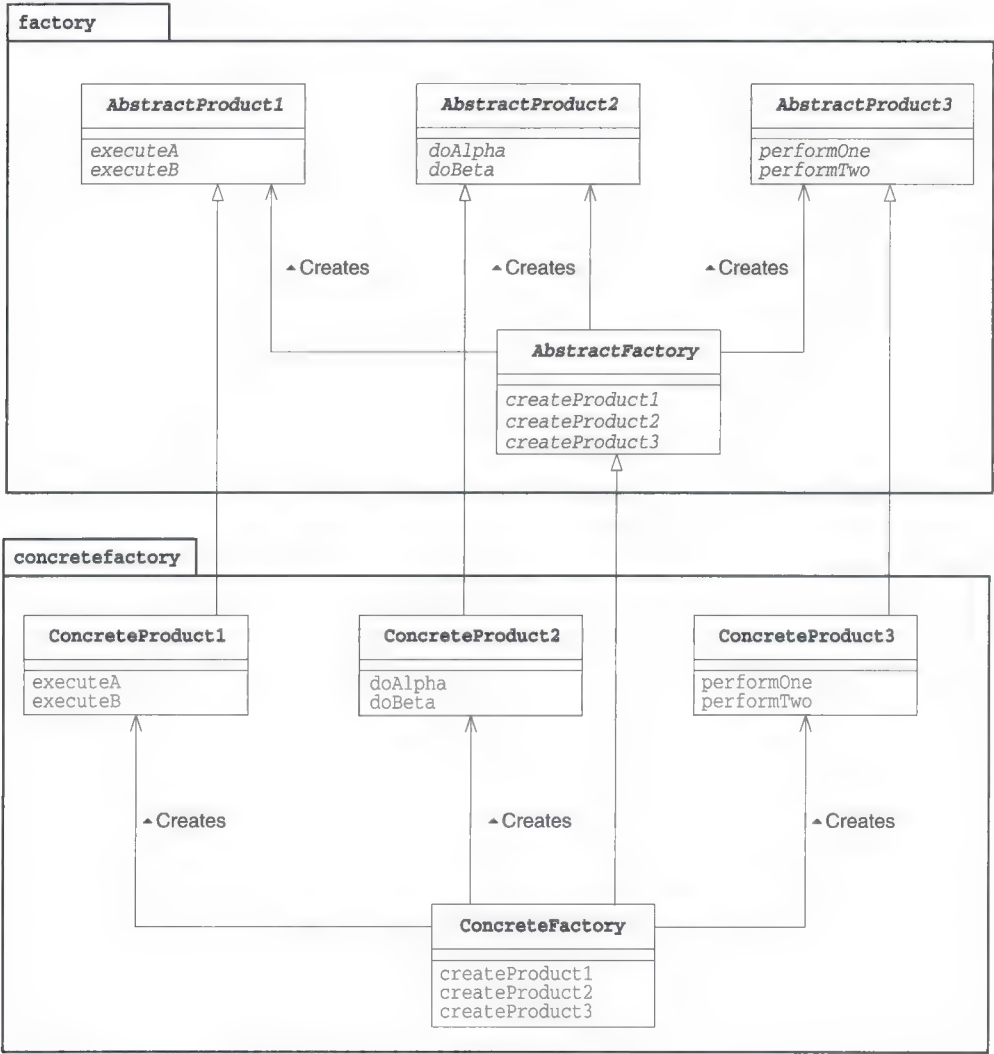 factory
AbstractProduct1
executeA
executeB
AbstractProduct2
doAlpha
doBeta
AbstractProduct3
performOne
performTwo
Creates
Creates
Creates
AbstractFactory
createProduct1
createProduct2
createProduct3
concretefactory
ConcreteProduct1
executeA
executeB
ConcreteProduct2
doAlpha
doBeta
ConcreteProduct3
performOne
performTwo
Creates
Creates
Creates
ConcreteFactory
createProduct1
createProduct2
createProduct3